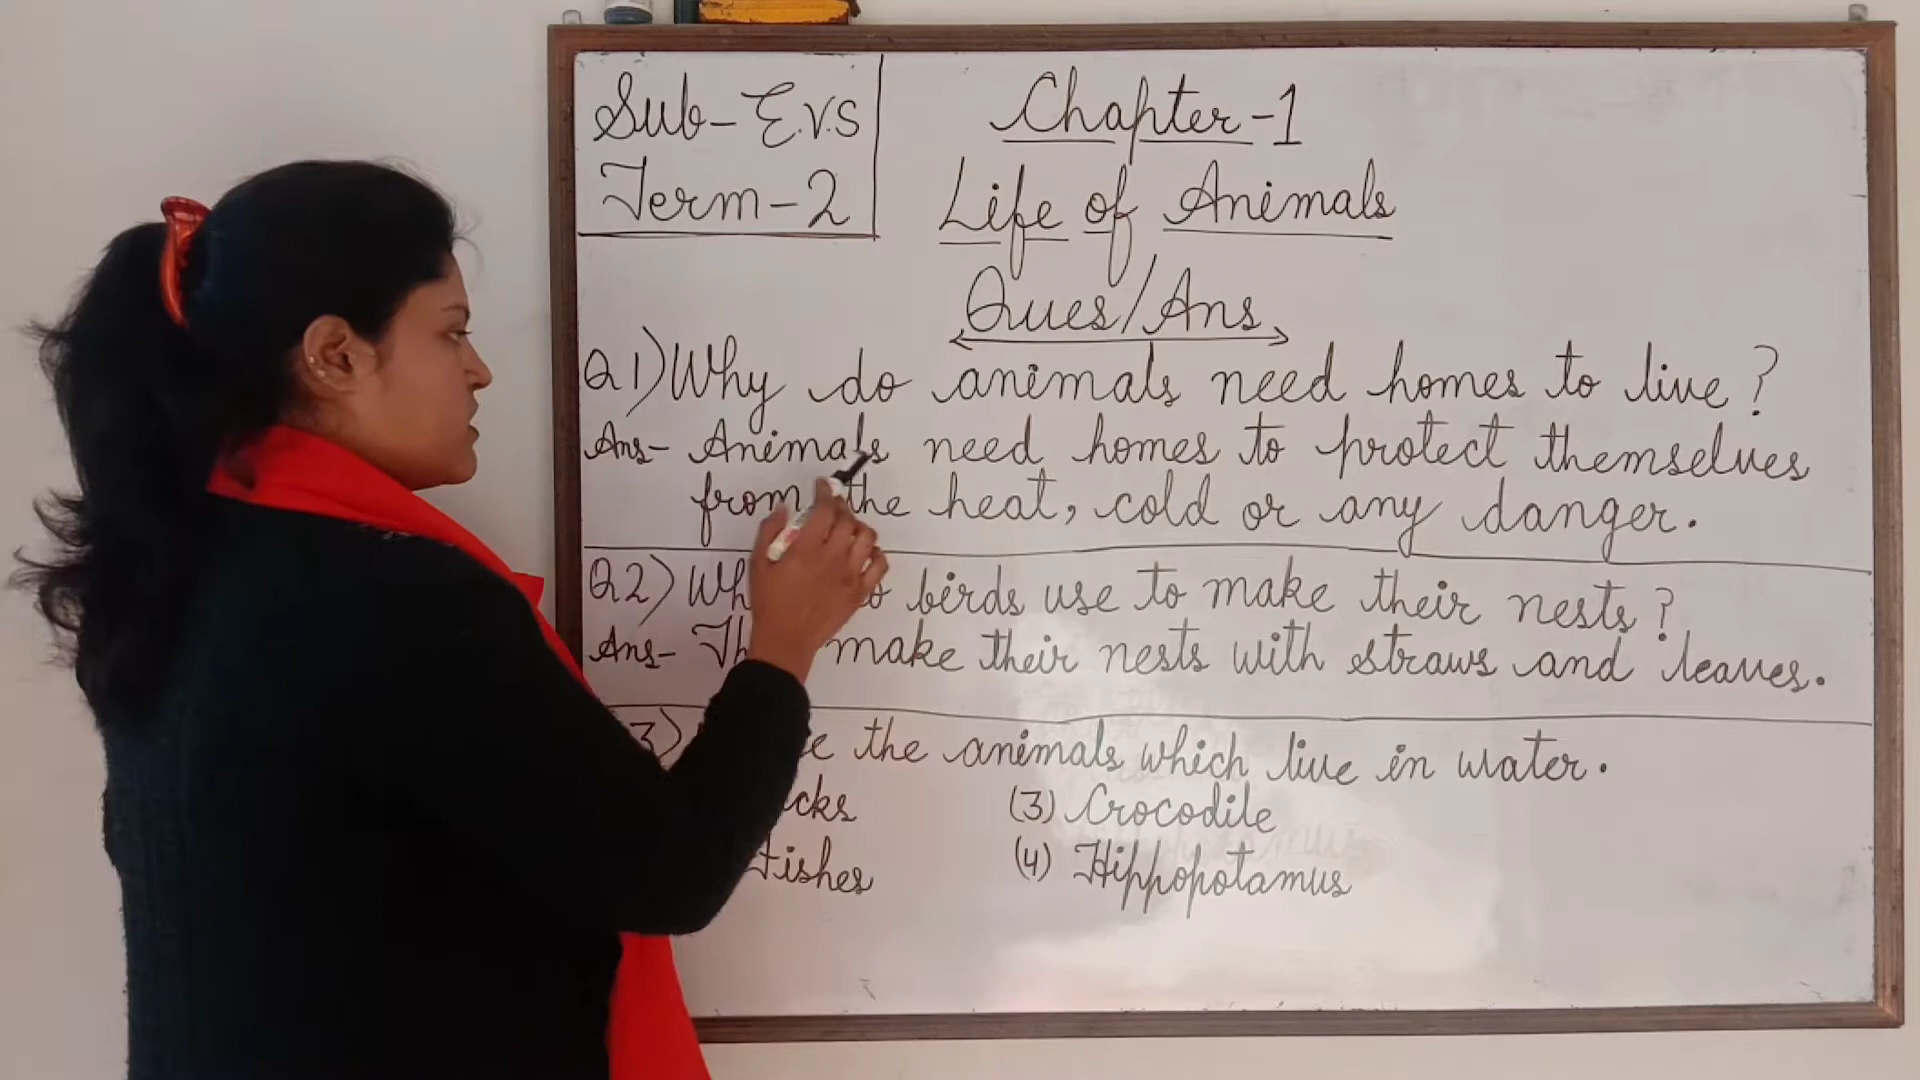 Sub- E.V.S
Term-2
Chapter-1
Life of Animals
Ques/Ans
Q1) Why do animals need homes to live?
Ans- Animals need homes to protect themselves
from the heat, cold or any danger.
Q2) birds use to make their nests?
Ans- make their nests with straws and leaves.
3) the animals which live in water.
(3) Crocodile
Fishes (4) Hippopotamus